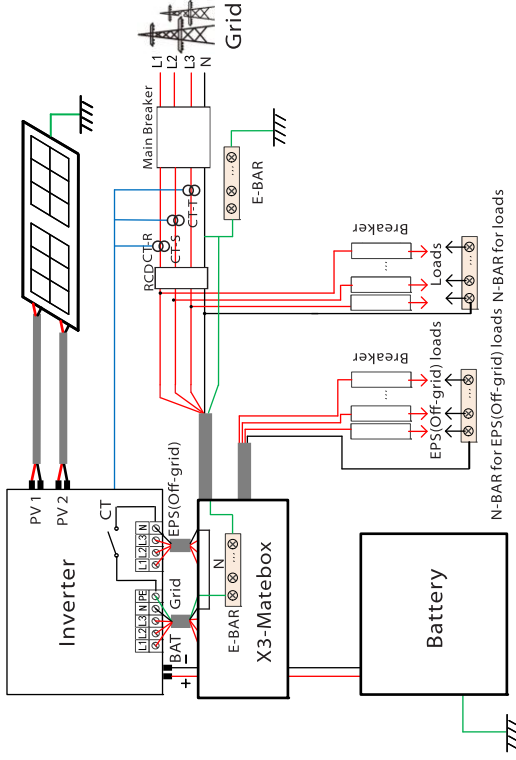 Grid
L1
L2
L3
N
Main Breaker
E-BAR
CT-T
CT-S
CT-R
RCD
Breaker
...
Loads
...
N-BAR for loads
Breaker
...
EPS(Off-grid) loads
...
N-BAR for EPS(Off-grid) loads
PV 1
PV 2
CT
Inverter
EPS(Off-grid)
L1 L2 L3 N
Grid
L1 L2 L3 N PE
BAT
+ −
N
E-BAR
X3-Matebox
Battery